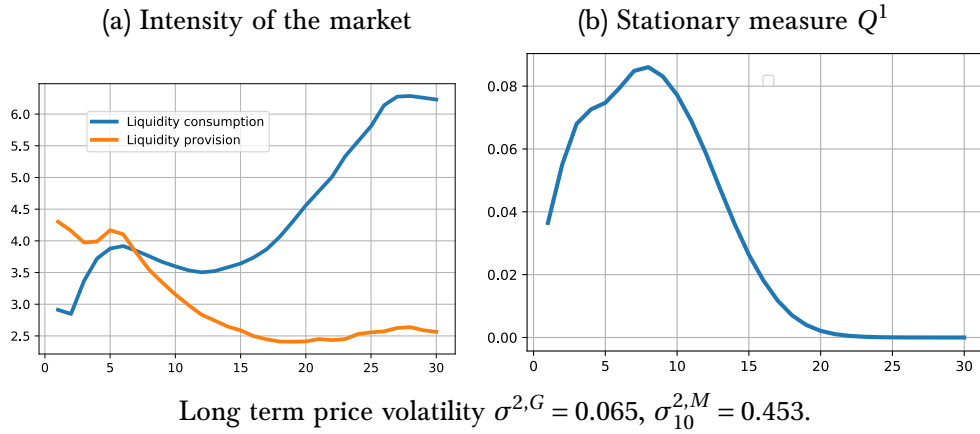 (a) Intensity of the market
(b) Stationary measure Q¹
6.0
5.5
5.0
4.5
4.0
3.5
3.0
2.5
0 5 10 15 20 25 30
Liquidity consumption
Liquidity provision
0.08
0.06
0.04
0.02
0.00
0 5 10 15 20 25 30
Long term price volatility σ^{2,G} = 0.065, σ_{10}^{2,M} = 0.453.